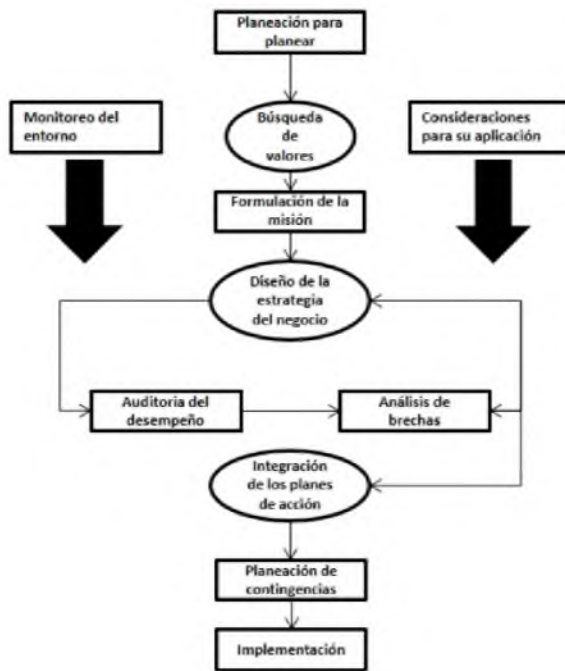 Planeación para
planear
Monitoreo del
entorno
Búsqueda
de
valores
Consideraciones
para su aplicación
Formulación de la
misión
Diseño de la
estrategia
del negocio
Auditoria del
desempeño
Análisis de
brechas
Integración
de los planes
de acción
Planeación de
contingencias
Implementación